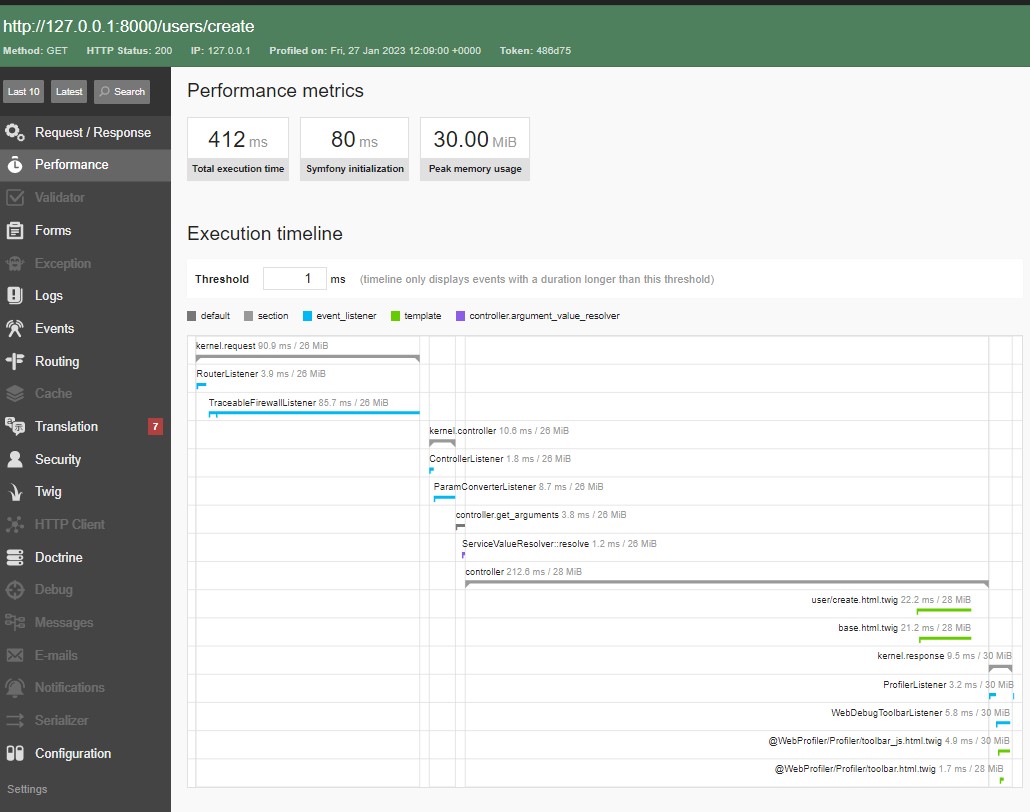 http://127.0.0.1:8000/users/create
Method: GET HTTP Status: 200 IP: 127.0.0.1 Profiled on: Fri, 27 Jan 2023 12:09:00 +0000 Token: 486d75
Last 10 Latest Search
Request / Response
Performance
Validator
Forms
Exception
Logs
Events
Routing
Cache
Translation 7
Security
Twig
HTTP Client
Doctrine
Debug
Messages
E-mails
Notifications
Serializer
Configuration
Settings
Performance metrics
412 ms 80 ms 30.00 MiB
Total execution time Symfony initialization Peak memory usage
Execution timeline
Threshold 1 ms (timeline only displays events with a duration longer than this threshold)
default section event_listener template controller.argument_value_resolver
kernel.request 90.9 ms / 26 MiB
RouterListener 3.9 ms / 26 MiB
TraceableFirewallListener 85.7 ms / 26 MiB
kernel.controller 10.6 ms / 26 MiB
ControllerListener 1.8 ms / 26 MiB
ParamConverterListener 8.7 ms / 26 MiB
controller.get_arguments 3.8 ms / 26 MiB
ServiceValueResolver::resolve 1.2 ms / 26 MiB
controller 212.6 ms / 28 MiB
user/create.html.twig 22.2 ms / 28 MiB
base.html.twig 21.2 ms / 28 MiB
kernel.response 9.5 ms / 30 MiB
ProfilerListener 3.2 ms / 30 MiB
WebDebugToolbarListener 5.8 ms / 30 MiB
@WebProfiler/Profiler/toolbar_js.html.twig 4.9 ms / 30 MiB
@WebProfiler/Profiler/toolbar.html.twig 1.7 ms / 28 MiB